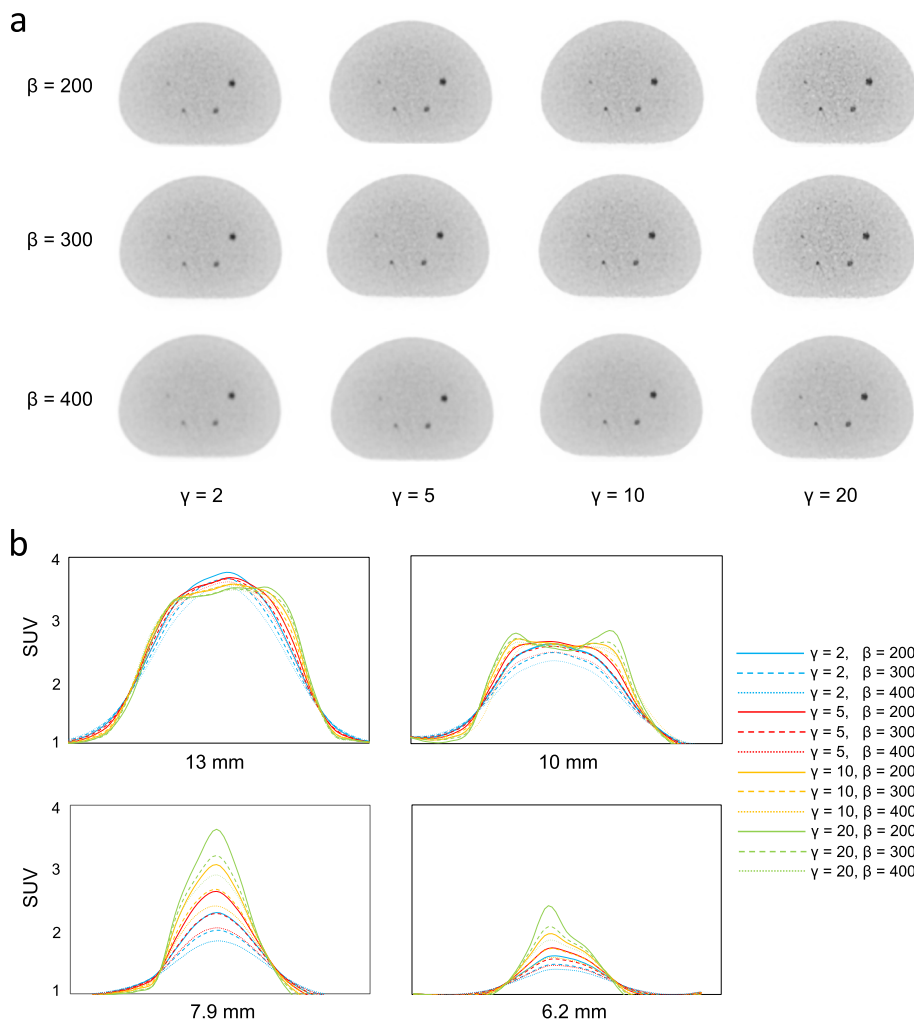 a
β = 200
β = 300
β = 400
γ = 2 γ = 5 γ = 10 γ = 20
b
4
3
2
1
SUV
13 mm
10 mm
4
3
2
1
SUV
7.9 mm
6.2 mm
γ = 2, β = 200
γ = 2, β = 300
γ = 2, β = 400
γ = 5, β = 200
γ = 5, β = 300
γ = 5, β = 400
γ = 10, β = 200
γ = 10, β = 300
γ = 10, β = 400
γ = 20, β = 200
γ = 20, β = 300
γ = 20, β = 400